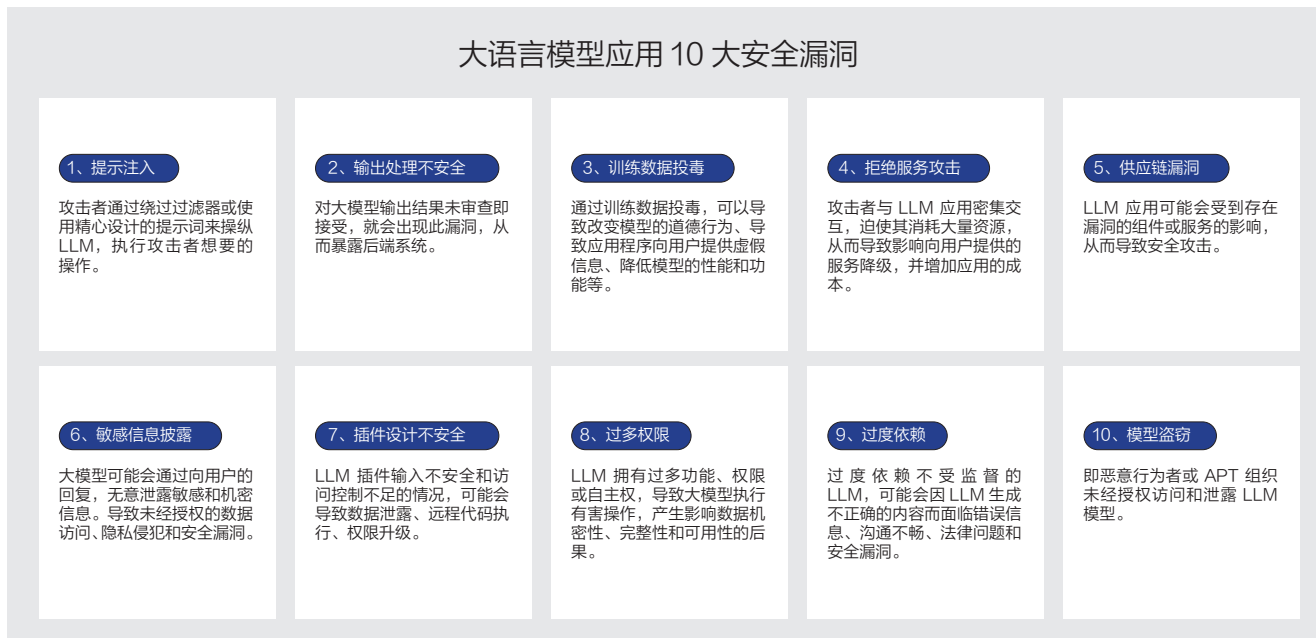 大语言模型应用 10 大安全漏洞
1、提示注入
攻击者通过绕过过滤器或使
用精心设计的提示词来操纵
LLM，执行攻击者想要的
操作。
2、输出处理不安全
对大模型输出结果未审查即
接受，就会出现此漏洞，从
而暴露后端系统。
3、训练数据投毒
通过训练数据投毒，可以导
致改变模型的道德行为、导
致应用程序向用户提供虚假
信息、降低模型的性能和功
能等。
4、拒绝服务攻击
攻击者与 LLM 应用密集交
互，迫使其消耗大量资源，
从而导致影响向用户提供的
服务降级，并增加应用的成
本。
5、供应链漏洞
LLM 应用可能会受到存在
漏洞的组件或服务的影响，
从而导致安全攻击。
6、敏感信息披露
大模型可能会通过向用户的
回复，无意泄露敏感和机密
信息。导致未经授权的数据
访问、隐私侵犯和安全漏洞。
7、插件设计不安全
LLM 插件输入不安全和访
问控制不足的情况，可能会
导致数据泄露、远程代码执
行、权限升级。
8、过多权限
LLM 拥有过多功能、权限
或自主权，导致大模型执行
有害操作，产生影响数据机
密性、完整性和可用性的后
果。
9、过度依赖
过度依赖不受监督的
LLM，可能会因 LLM 生成
不正确的内容而面临错误信
息、沟通不畅、法律问题和
安全漏洞。
10、模型盗窃
即恶意行为者或 APT 组织
未经授权访问和泄露 LLM
模型。